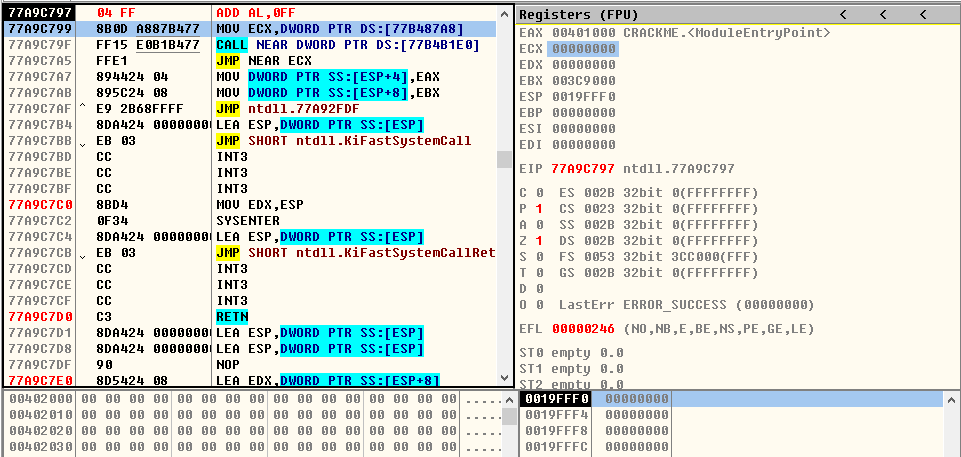 77A9C797 04 FF ADD AL,0FF
77A9C799 8B0D A887B477 MOV ECX,DWORD PTR DS:[77B487A8]
77A9C79F FF15 E0B1B477 CALL NEAR DWORD PTR DS:[77B4B1E0]
77A9C7A5 FFE1 JMP NEAR ECX
77A9C7A7 894424 04 MOV DWORD PTR SS:[ESP+4],EAX
77A9C7AB 895C24 08 MOV DWORD PTR SS:[ESP+8],EBX
77A9C7AF ^ E9 2B68FFFF JMP ntdll.77A92FDF
77A9C7B4 8DA424 0000000 LEA ESP,DWORD PTR SS:[ESP]
77A9C7BB ˬ EB 03 JMP SHORT ntdll.KiFastSystemCall
77A9C7BD CC INT3
77A9C7BE CC INT3
77A9C7BF CC INT3
77A9C7C0 8BD4 MOV EDX,ESP
77A9C7C2 0F34 SYSENTER
77A9C7C4 8DA424 0000000 LEA ESP,DWORD PTR SS:[ESP]
77A9C7CB ˬ EB 03 JMP SHORT ntdll.KiFastSystemCallRet
77A9C7CD CC INT3
77A9C7CE CC INT3
77A9C7CF CC INT3
77A9C7D0 C3 RETN
77A9C7D1 8DA424 0000000 LEA ESP,DWORD PTR SS:[ESP]
77A9C7D8 8DA424 0000000 LEA ESP,DWORD PTR SS:[ESP]
77A9C7DF 90 NOP
77A9C7E0 8D5424 08 LEA EDX,DWORD PTR SS:[ESP+8]
Registers (FPU) < < <
EAX 00401000 CRACKME.<ModuleEntryPoint>
ECX 00000000
EDX 00000000
EBX 003C9000
ESP 0019FFF0
EBP 00000000
ESI 00000000
EDI 00000000
EIP 77A9C797 ntdll.77A9C797
C 0 ES 002B 32bit 0(FFFFFFFF)
P 1 CS 0023 32bit 0(FFFFFFFF)
A 0 SS 002B 32bit 0(FFFFFFFF)
Z 1 DS 002B 32bit 0(FFFFFFFF)
S 0 FS 0053 32bit 3CC000(FFF)
T 0 GS 002B 32bit 0(FFFFFFFF)
D 0
O 0 LastErr ERROR_SUCCESS (00000000)
EFL 00000246 (NO,NB,E,BE,NS,PE,GE,LE)
ST0 empty 0.0
ST1 empty 0.0
ST2 empty 0.0
00402000 00 00 00 00 00 00 00 00 00 00 00 00 00 00 00 00 .....
00402010 00 00 00 00 00 00 00 00 00 00 00 00 00 00 00 00 .....
00402020 00 00 00 00 00 00 00 00 00 00 00 00 00 00 00 00 .....
00402030 00 00 00 00 00 00 00 00 00 00 00 00 00 00 00 00 .....
0019FFF0 00000000
0019FFF4 00000000
0019FFF8 00000000
0019FFFC 00000000